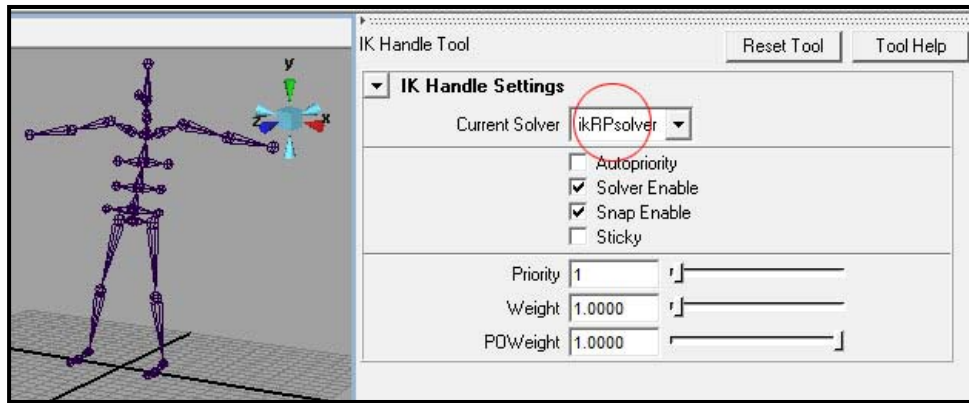 IK Handle Tool
Reset Tool
Tool Help
IK Handle Settings
Current Solver ikRPsolver
Autopriority
Solver Enable
Snap Enable
Sticky
Priority 1
Weight 1.0000
POWeight 1.0000
y
z x